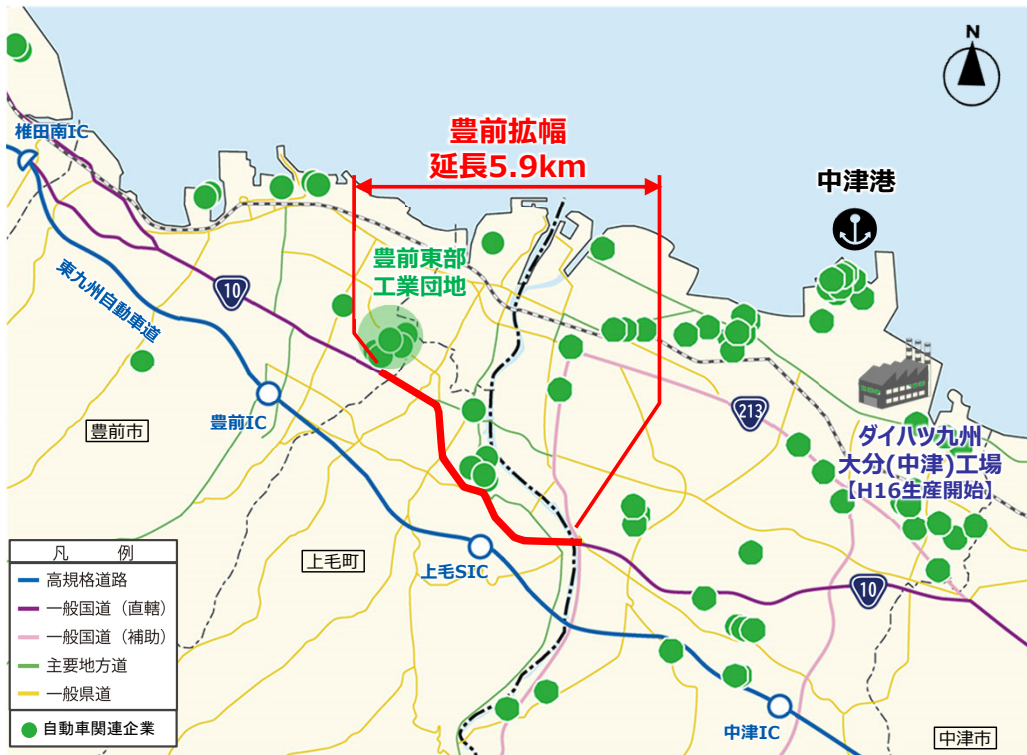 N
椎田南IC
豊前拡幅
延長5.9km
中津港
豊前東部
工業団地
東九州自動車道
10
豊前IC
豊前市
213
ダイハツ九州
大分(中津)工場
【H16生産開始】
上毛町
上毛SIC
10
中津IC
中津市
凡 例
高規格道路
一般国道（直轄）
一般国道（補助）
主要地方道
一般県道
自動車関連企業